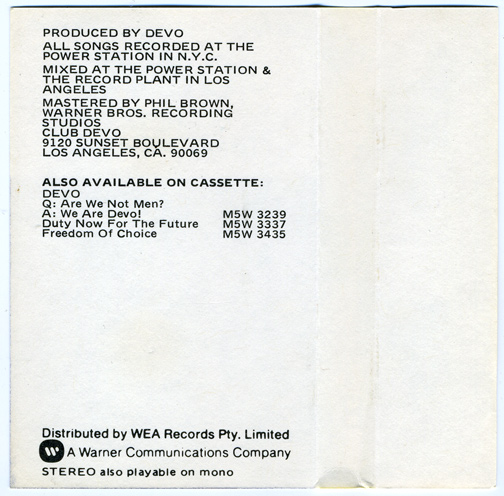 PRODUCED BY DEVO
ALL SONGS RECORDED AT THE
POWER STATION IN N.Y.C.
MIXED AT THE POWER STATION &
THE RECORD PLANT IN LOS
ANGELES
MASTERED BY PHIL BROWN,
WARNER BROS. RECORDING
STUDIOS
CLUB DEVO
9120 SUNSET BOULEVARD
LOS ANGELES, CA. 90069
ALSO AVAILABLE ON CASSETTE:
DEVO
Q: Are We Not Men?
A: We Are Devo! M5W 3239
Duty Now For The Future M5W 3337
Freedom Of Choice M5W 3435
Distributed by WEA Records Pty. Limited
W A Warner Communications Company
STEREO also playable on mono